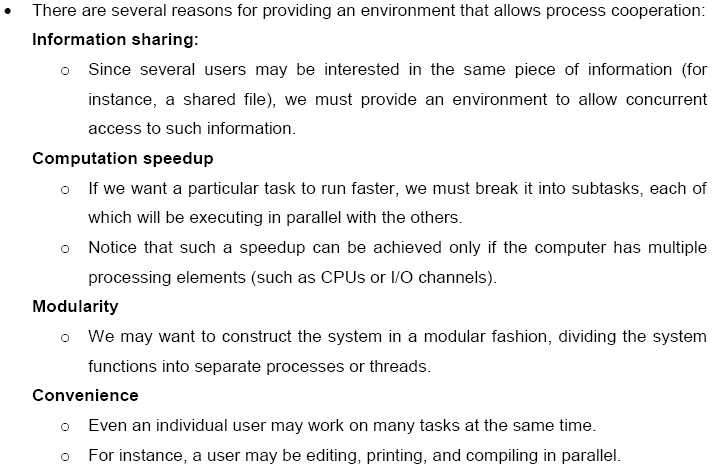 • There are several reasons for providing an environment that allows process cooperation:
Information sharing:
o Since several users may be interested in the same piece of information (for
instance, a shared file), we must provide an environment to allow concurrent
access to such information.
Computation speedup
o If we want a particular task to run faster, we must break it into subtasks, each of
which will be executing in parallel with the others.
o Notice that such a speedup can be achieved only if the computer has multiple
processing elements (such as CPUs or I/O channels).
Modularity
o We may want to construct the system in a modular fashion, dividing the system
functions into separate processes or threads.
Convenience
o Even an individual user may work on many tasks at the same time.
o For instance, a user may be editing, printing, and compiling in parallel.